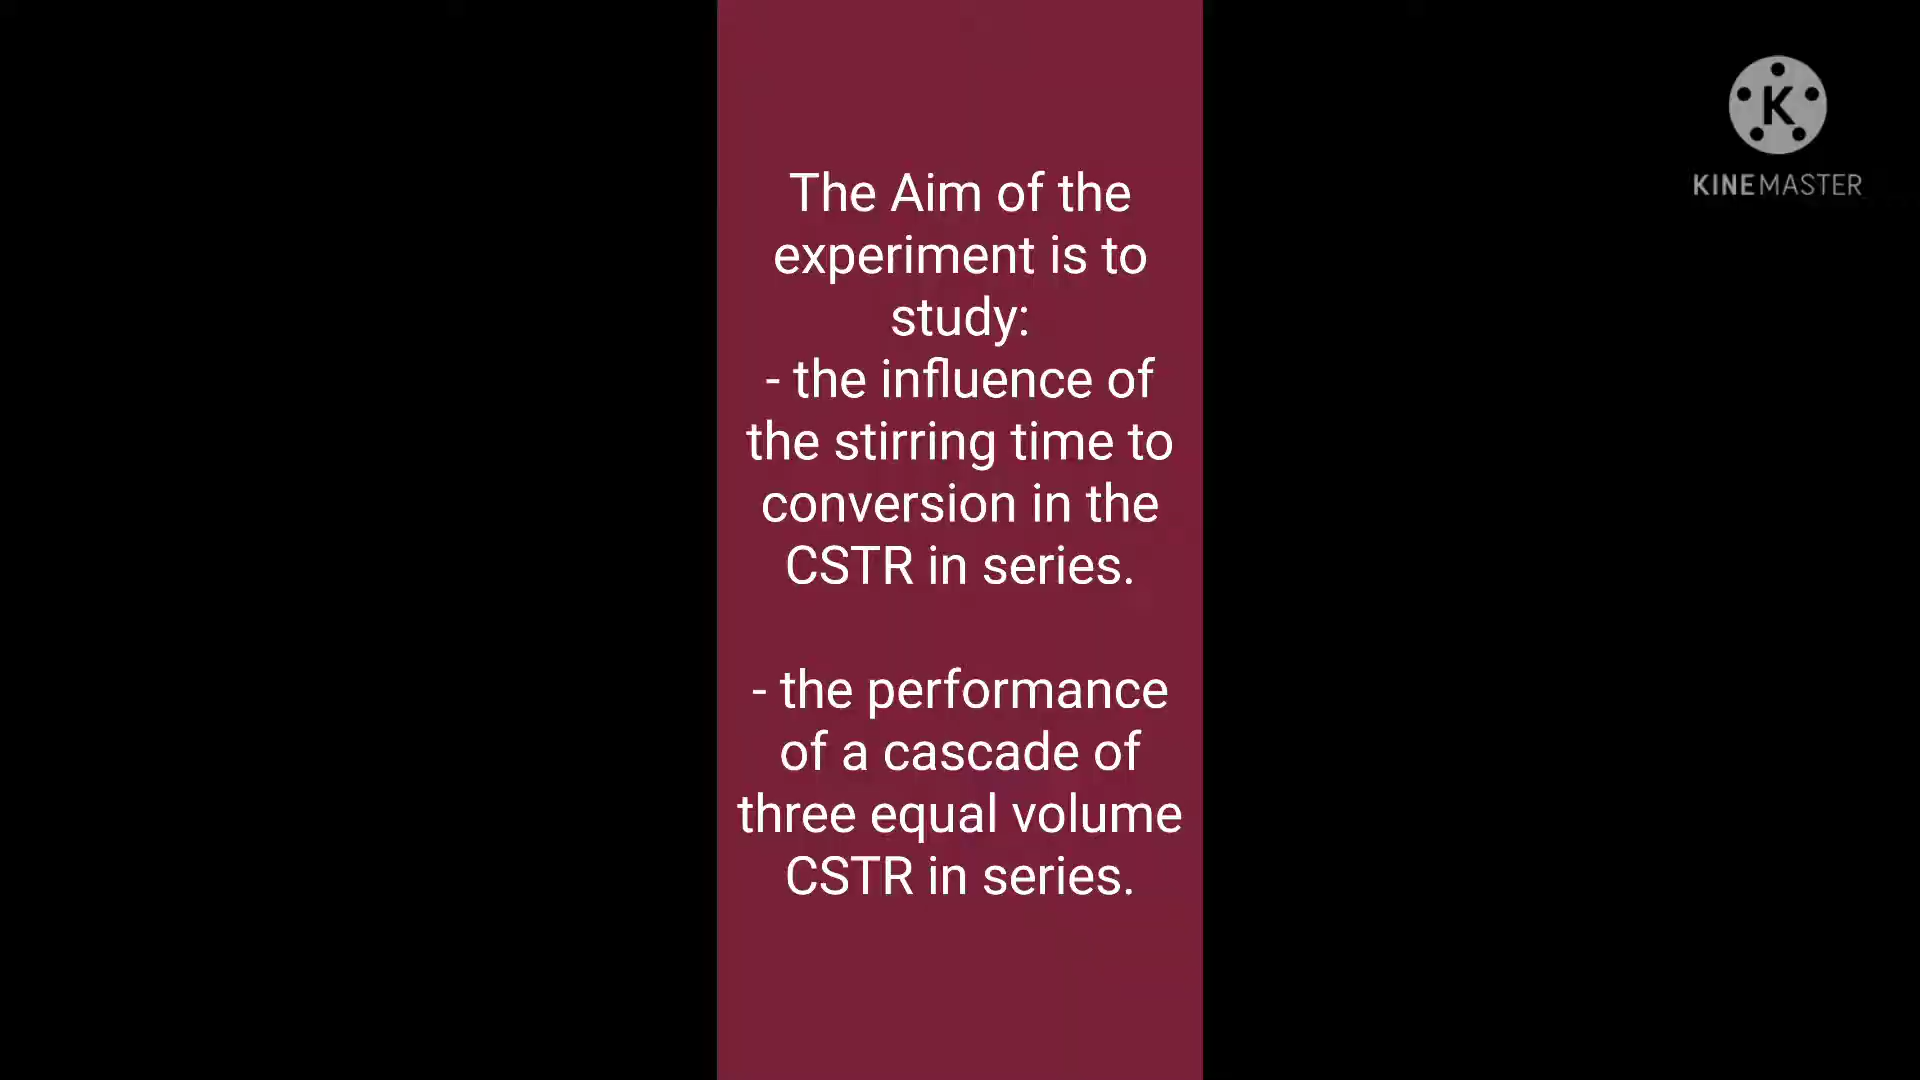 The Aim of the
experiment is to
study:
- the influence of
the stirring time to
conversion in the
CSTR in series.
- the performance
of a cascade of
three equal volume
CSTR in series.
K
KINEMASTER